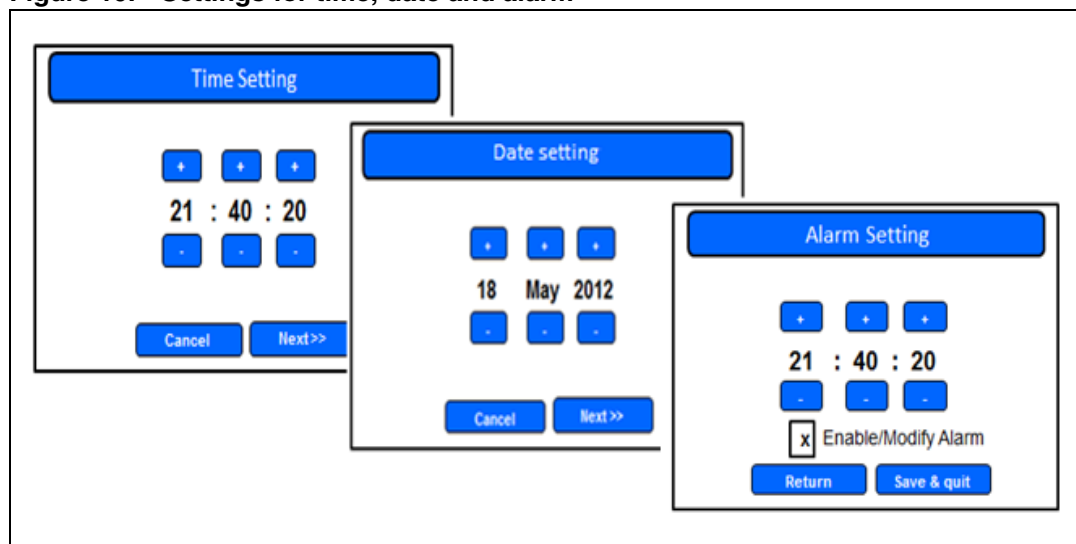 Figure 10. Settings for time, date and alarm
Time Setting
+ + +
21 : 40 : 20
- - -
Cancel Next>>
Date setting
+ + +
18 May 2012
- - -
Cancel Next>>
Alarm Setting
+ + +
21 : 40 : 20
- - -
x Enable/Modify Alarm
Return Save & quit